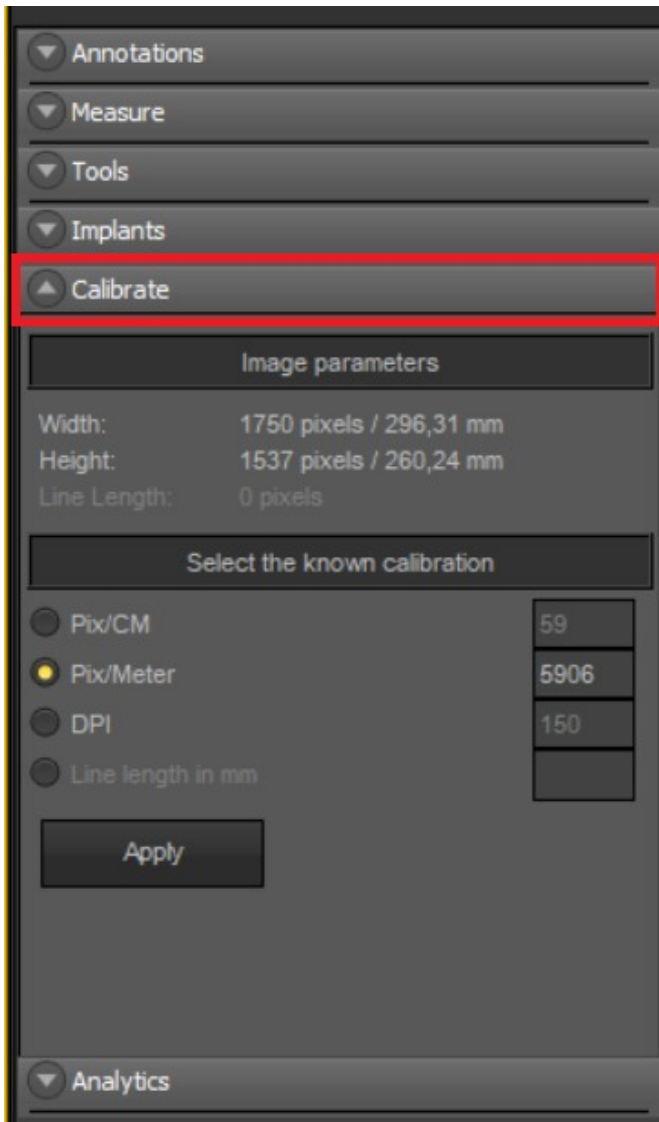 Annotations
Measure
Tools
Implants
Calibrate
Image parameters
Width: 1750 pixels / 296,31 mm
Height: 1537 pixels / 260,24 mm
Line Length: 0 pixels
Select the known calibration
Pix/CM 59
Pix/Meter 5906
DPI 150
Line length in mm
Apply
Analytics